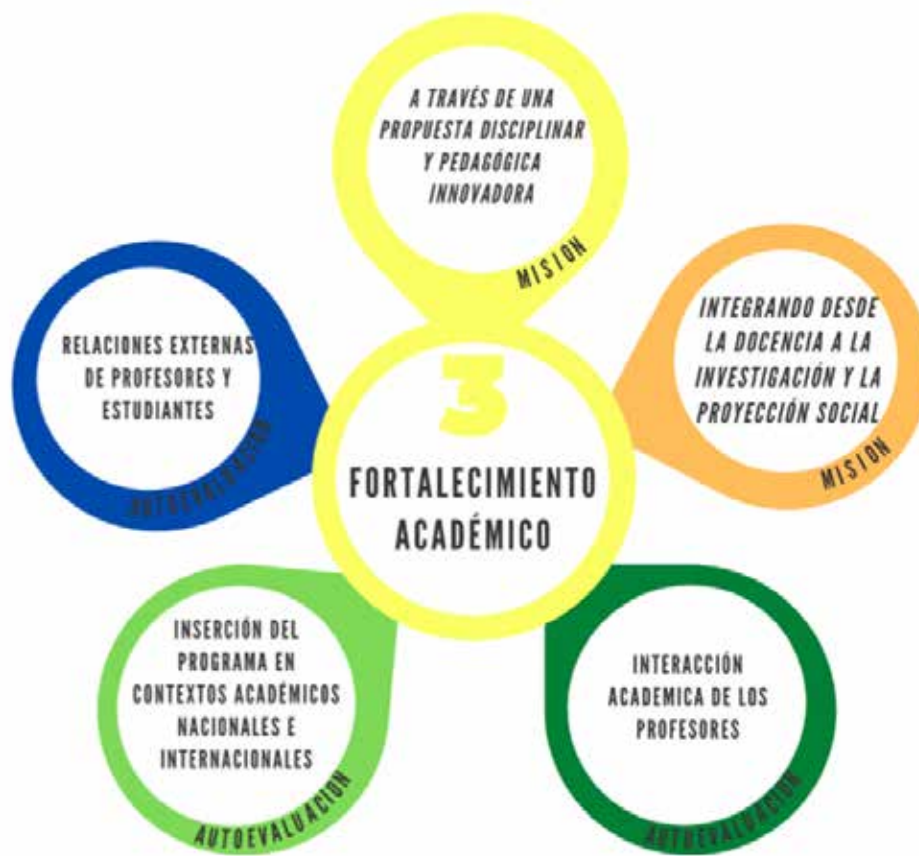 A TRAVÉS DE UNA
PROPUESTA DISCIPLINAR
Y PEDAGÓGICA
INNOVADORA
MISION
INTEGRANDO DESDE
LA DOCENCIA A LA
INVESTIGACIÓN Y LA
PROYECCIÓN SOCIAL
MISION
RELACIONES EXTERNAS
DE PROFESORES Y
ESTUDIANTES
AUTOEVALUACION
3
FORTALECIMIENTO
ACADÉMICO
INSERCIÓN DEL
PROGRAMA EN
CONTEXTOS ACADÉMICOS
NACIONALES E
INTERNACIONALES
AUTOEVALUACION
INTERACCIÓN
ACADEMICA DE LOS
PROFESORES
AUTOEVALUACION